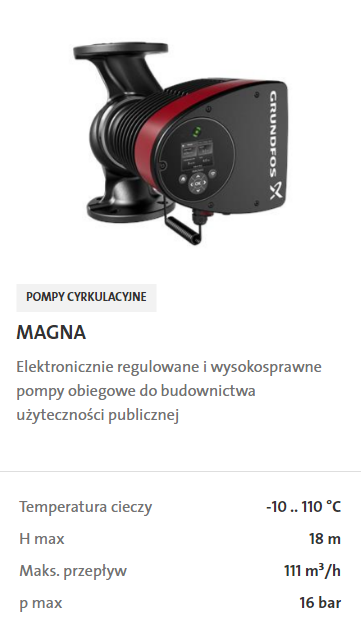 GRUNDFOS
POMPY CYRKULACYJNE
MAGNA
Elektronicznie regulowane i wysokosprawne
pompy obiegowe do budownictwa
użyteczności publicznej
Temperatura cieczy -10 .. 110 °C
H max 18 m
Maks. przepływ 111 m³/h
p max 16 bar